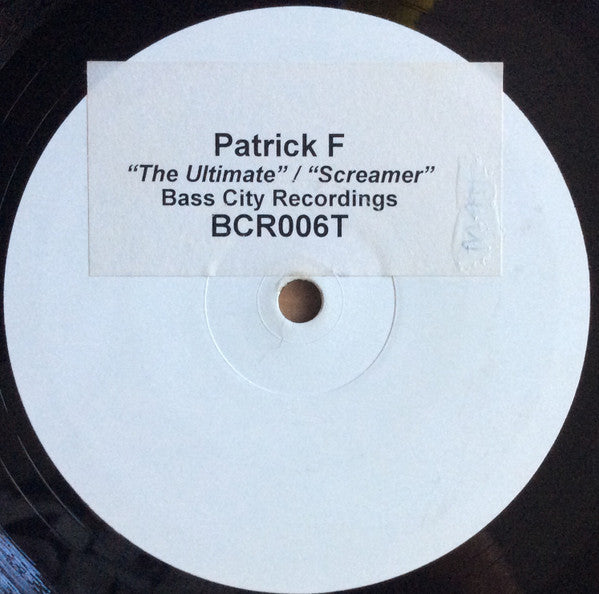 Patrick F
“The Ultimate” / “Screamer”
Bass City Recordings
BCR006T